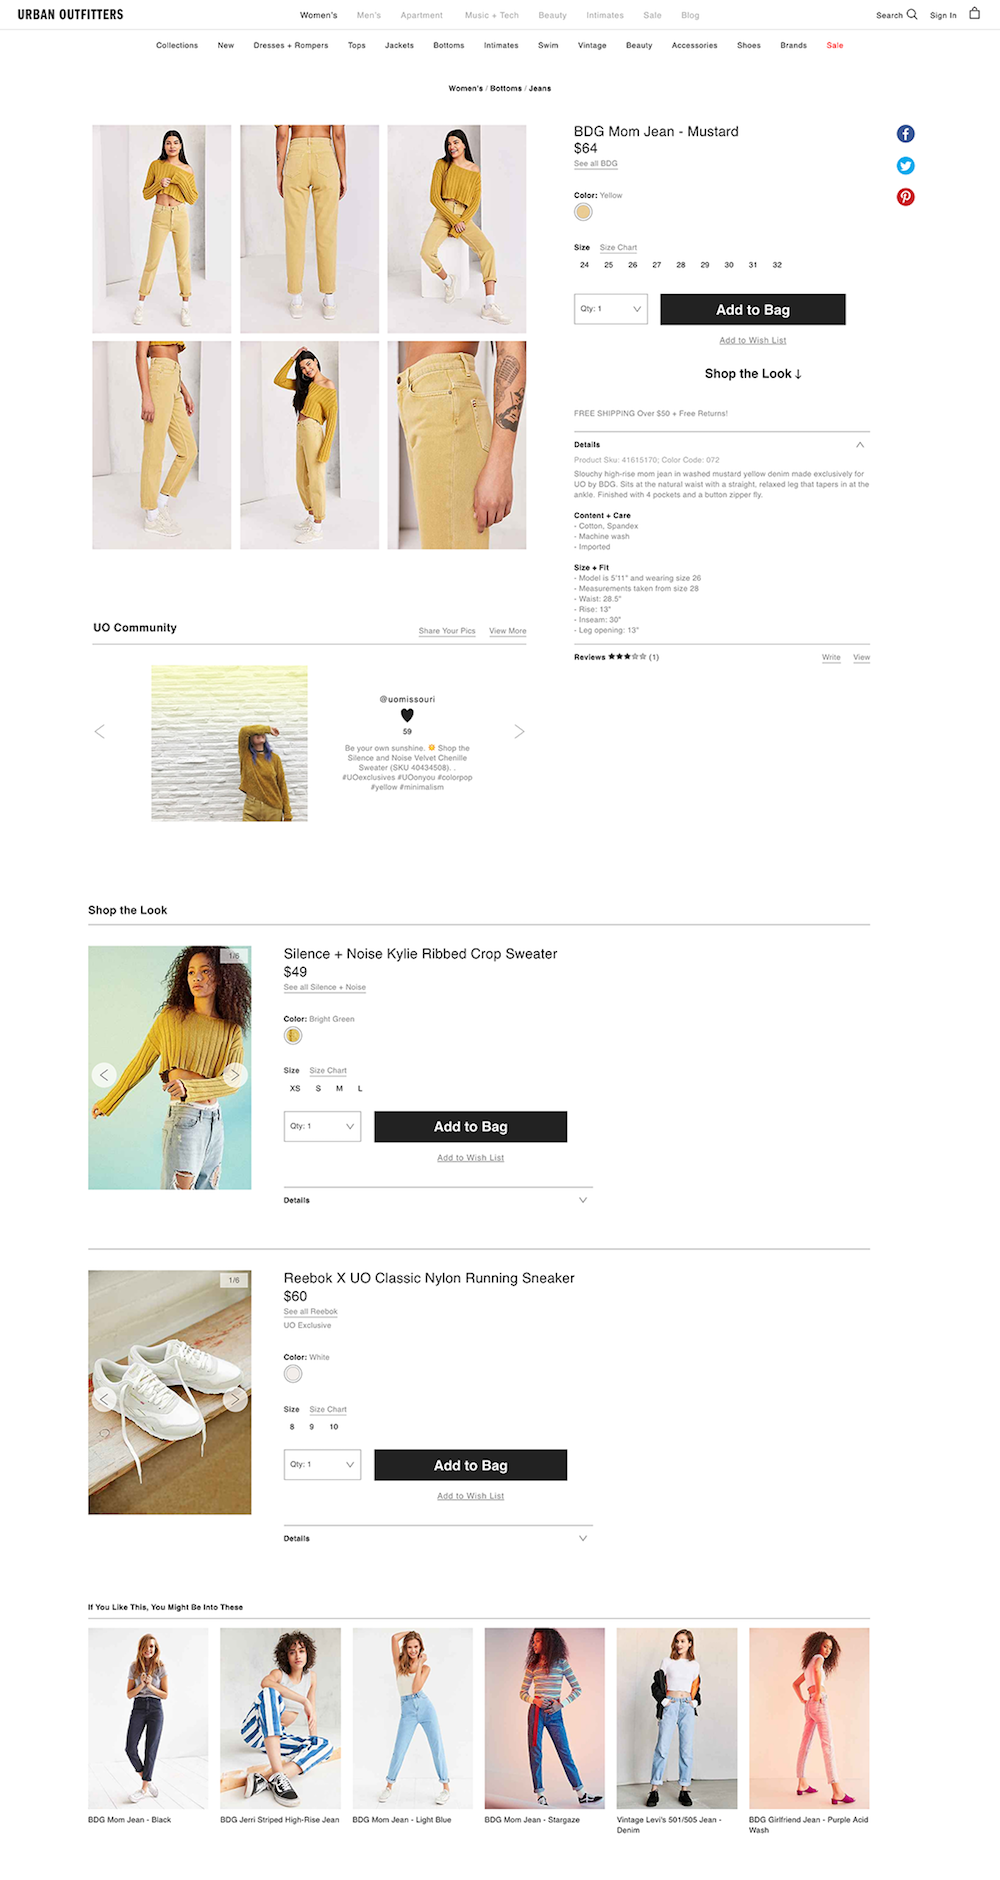 URBAN OUTFITTERS
Women's Men's Apartment Music + Tech Beauty Intimates Sale Blog
Search Sign In
Collections New Dresses + Rompers Tops Jackets Bottoms Intimates Swim Vintage Beauty Accessories Shoes Brands Sale
Women's / Bottoms / Jeans
BDG Mom Jean - Mustard
$64
See all BDG
Color: Yellow
Size Size Chart
24 25 26 27 28 29 30 31 32
Qty: 1
Add to Bag
Add to Wish List
Shop the Look ↓
FREE SHIPPING Over $50 + Free Returns!
Details
Product Sku: 41615170; Color Code: 072
Slouchy high-rise mom jean in washed mustard yellow denim made exclusively for
UO by BDG. Sits at the natural waist with a straight, relaxed leg that tapers in at the
ankle. Finished with 4 pockets and a button zipper fly.
Content + Care
- Cotton, Spandex
- Machine wash
- Imported
Size + Fit
- Model is 5'11" and wearing size 26
- Measurements taken from size 28
- Waist: 28.5"
- Rise: 13"
- Inseam: 30"
- Leg opening: 13"
Reviews ★★★☆☆ (1) Write View
UO Community
Share Your Pics View More
@uomissouri
59
Be your own sunshine. 🌞 Shop the
Silence and Noise Velvet Chenille
Sweater (SKU 40434508). .
#UOexclusives #UOonyou #colorpop
#yellow #minimalism
Shop the Look
1/6
Silence + Noise Kylie Ribbed Crop Sweater
$49
See all Silence + Noise
Color: Bright Green
Size Size Chart
XS S M L
Qty: 1
Add to Bag
Add to Wish List
Details
1/6
Reebok X UO Classic Nylon Running Sneaker
$60
See all Reebok
UO Exclusive
Color: White
Size Size Chart
8 9 10
Qty: 1
Add to Bag
Add to Wish List
Details
If You Like This, You Might Be Into These
BDG Mom Jean - Black
BDG Jerri Striped High-Rise Jean
BDG Mom Jean - Light Blue
BDG Mom Jean - Stargaze
Vintage Levi's 501/505 Jean -
Denim
BDG Girlfriend Jean - Purple Acid
Wash